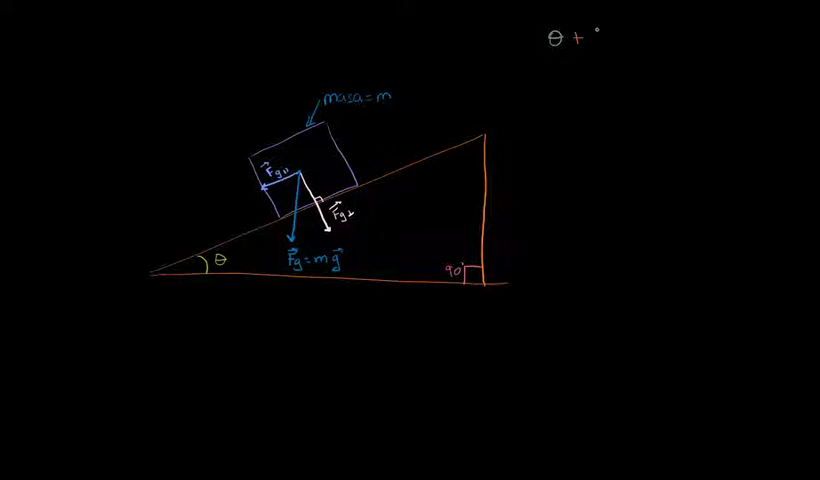 θ + °
masa = m
F⃗g∥
F⃗g⊥
F⃗g = m g⃗
θ
90°